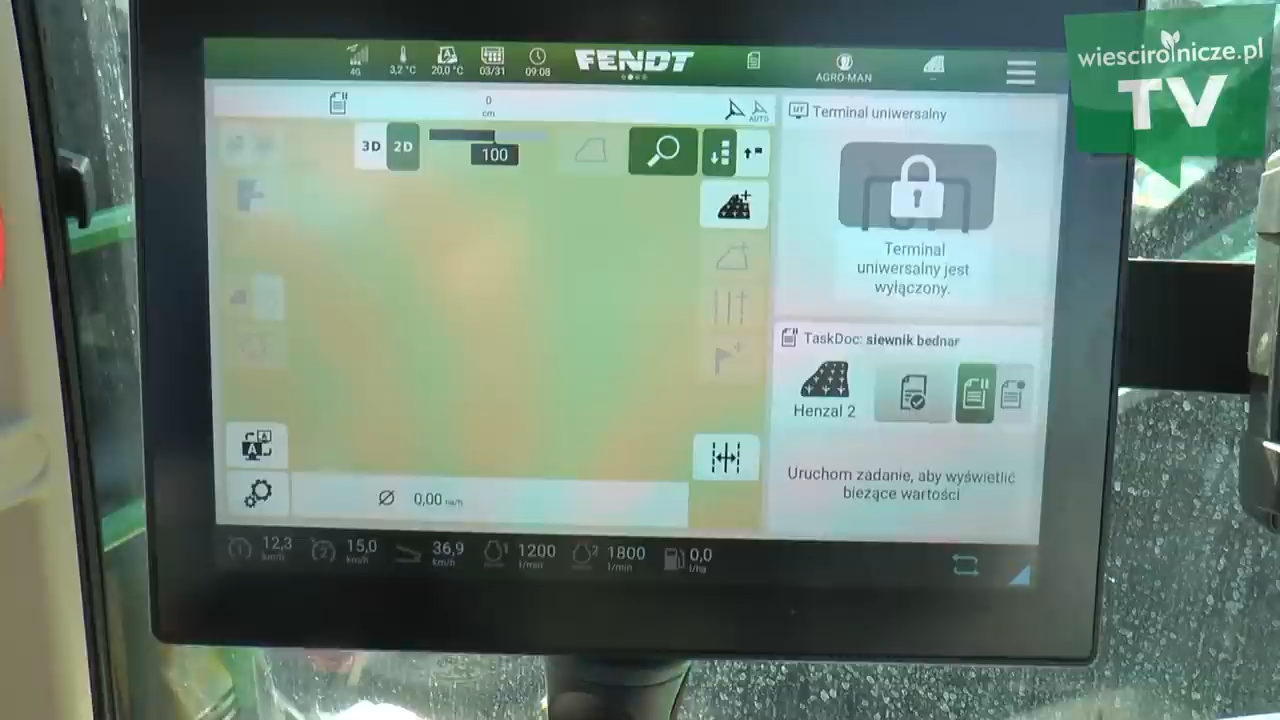 wiescirolnicze.pl
TV
4G
3,2 °C
20,0 °C
03/31
09:08
FENDT
AGRO-MAN
0
cm
AUTO
3D
2D
100
UT
Terminal uniwersalny
Terminal
uniwersalny jest
wyłączony.
TaskDoc: siewnik bednar
Henzal 2
Uruchom zadanie, aby wyświetlić
bieżące wartości
0,00 ha/h
12,3 km/h
15,0 km/h
36,9 km/h
1 1200 l/min
2 1800 l/min
0,0 l/ha